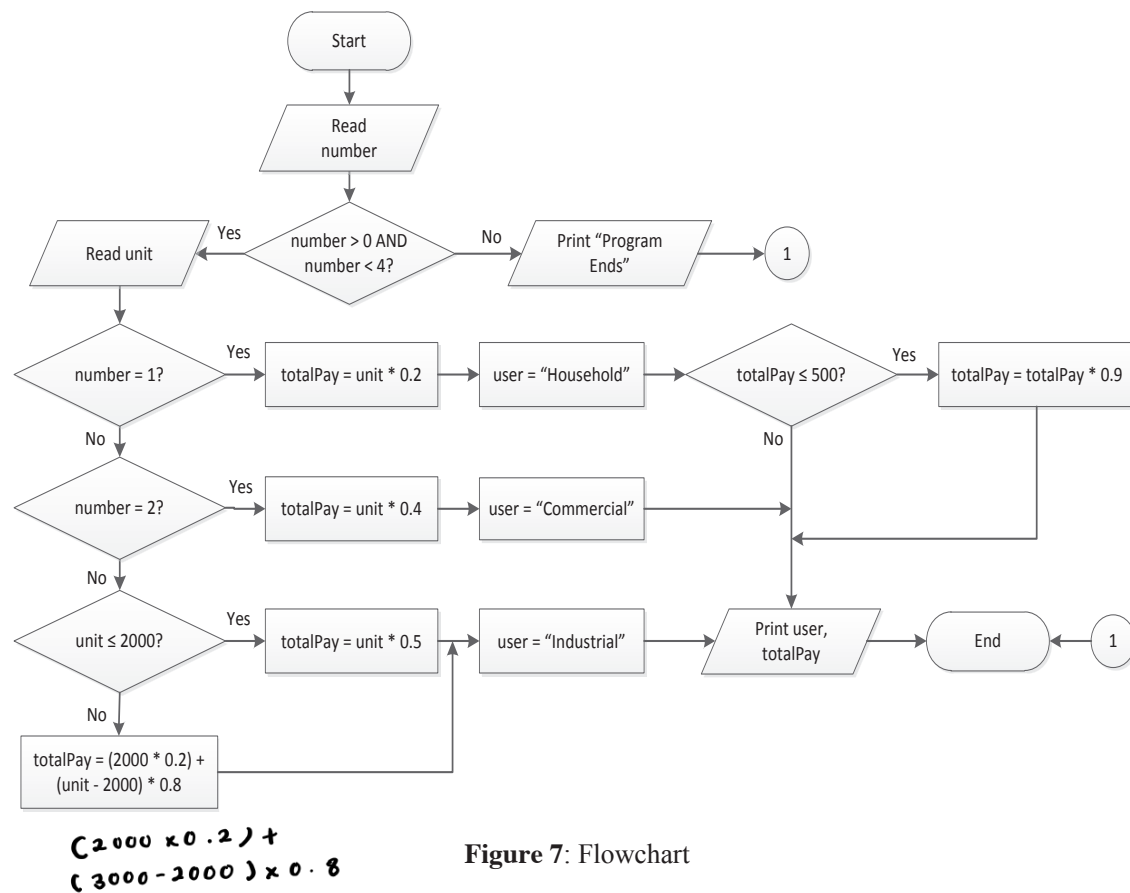 Start
Read
number
number > 0 AND
number < 4?
Yes
No
Read unit
Print “Program
Ends”
1
number = 1?
Yes
No
totalPay = unit * 0.2
user = “Household”
totalPay ≤ 500?
Yes
No
totalPay = totalPay * 0.9
number = 2?
Yes
No
totalPay = unit * 0.4
user = “Commercial”
unit ≤ 2000?
Yes
No
totalPay = unit * 0.5
user = “Industrial”
Print user,
totalPay
End
1
totalPay = (2000 * 0.2) +
(unit - 2000) * 0.8
(2000 x 0.2) +
(3000 - 2000) x 0.8
Figure 7: Flowchart